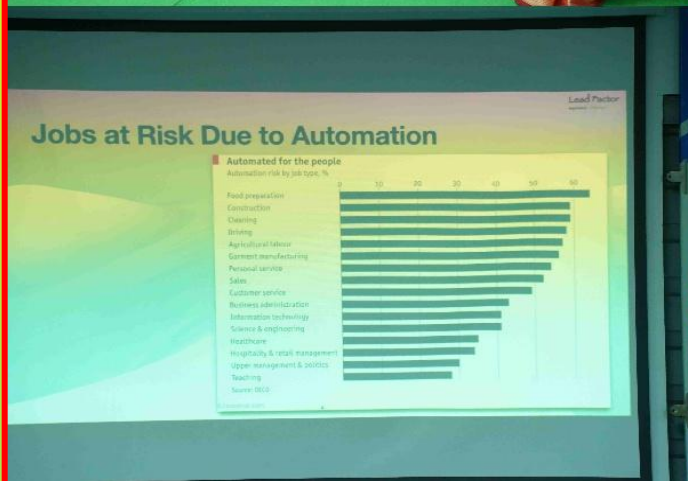 Lead Factor
Jobs at Risk Due to Automation
Automated for the people
Automation risk by job type, %
0 10 20 30 40 50 60
Food preparation
Construction
Cleaning
Driving
Agricultural labour
Garment manufacturing
Personal service
Sales
Customer service
Business administration
Information technology
Science & engineering
Healthcare
Hospitality & retail management
Upper management & politics
Teaching
Source: OECD